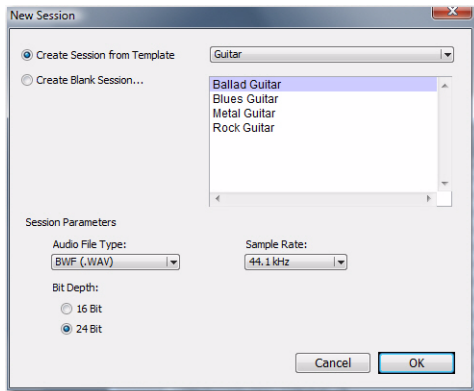 New Session
Create Session from Template
Guitar
Create Blank Session...
Ballad Guitar
Blues Guitar
Metal Guitar
Rock Guitar
Session Parameters
Audio File Type:
Sample Rate:
BWF (.WAV)
44.1 kHz
Bit Depth:
16 Bit
24 Bit
Cancel
OK